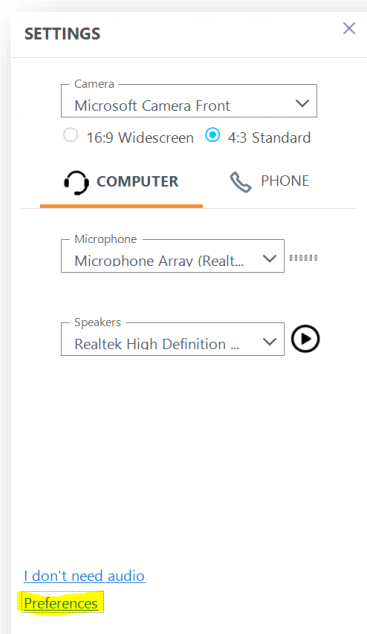 SETTINGS
Camera
Microsoft Camera Front
16:9 Widescreen 4:3 Standard
COMPUTER PHONE
Microphone
Microphone Array (Realt...
Speakers
Realtek High Definition ...
I don't need audio
Preferences